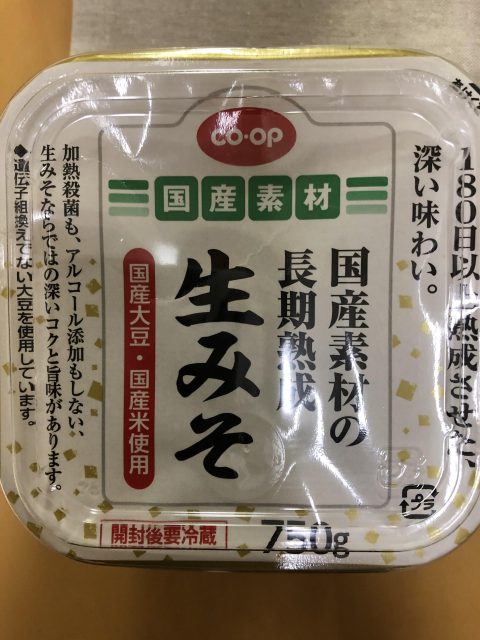 CO・OP
国産素材
180日以上熟成させた、
深い味わい。
国産素材の
長期熟成
生みそ
国産大豆・国産米使用
加熱殺菌も、アルコール添加もしない、
生みそならではの深いコクと旨味があります。
◆遺伝子組換えでない大豆を使用しています。
開封後要冷蔵
750g
プラ